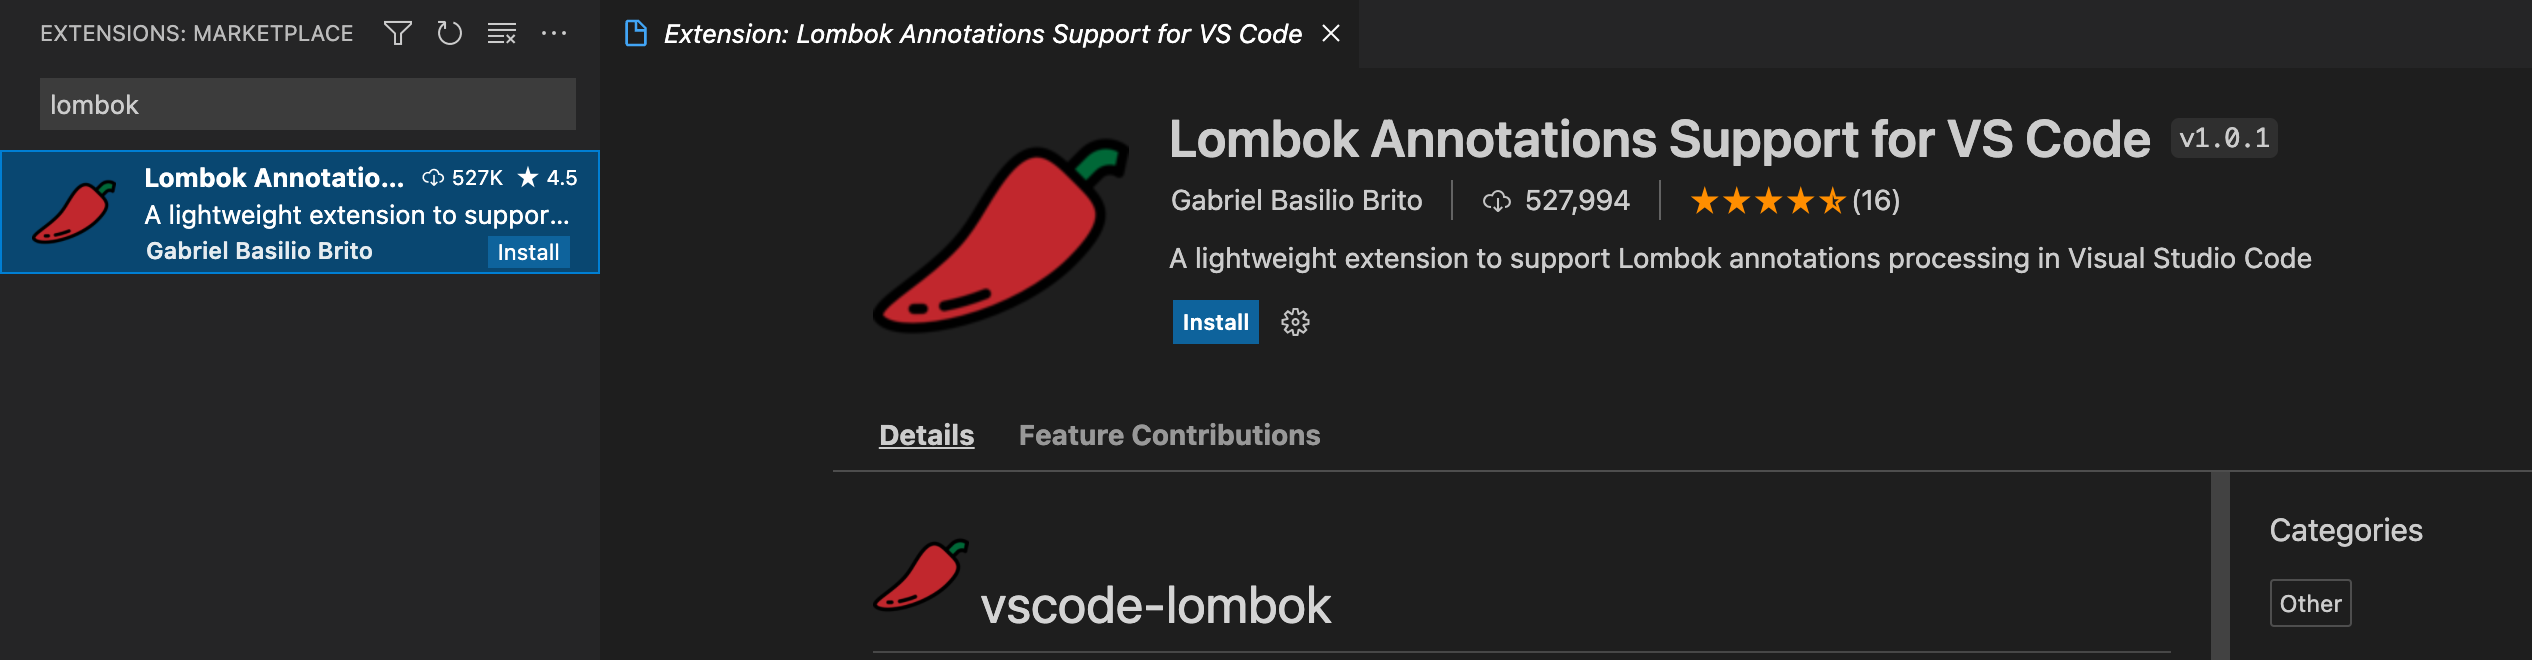 EXTENSIONS: MARKETPLACE
lombok
Lombok Annotatio... 527K ★ 4.5
A lightweight extension to suppor...
Gabriel Basilio Brito Install
Extension: Lombok Annotations Support for VS Code
Lombok Annotations Support for VS Code v1.0.1
Gabriel Basilio Brito 527,994 (16)
A lightweight extension to support Lombok annotations processing in Visual Studio Code
Install
Details Feature Contributions
vscode-lombok
Categories
Other